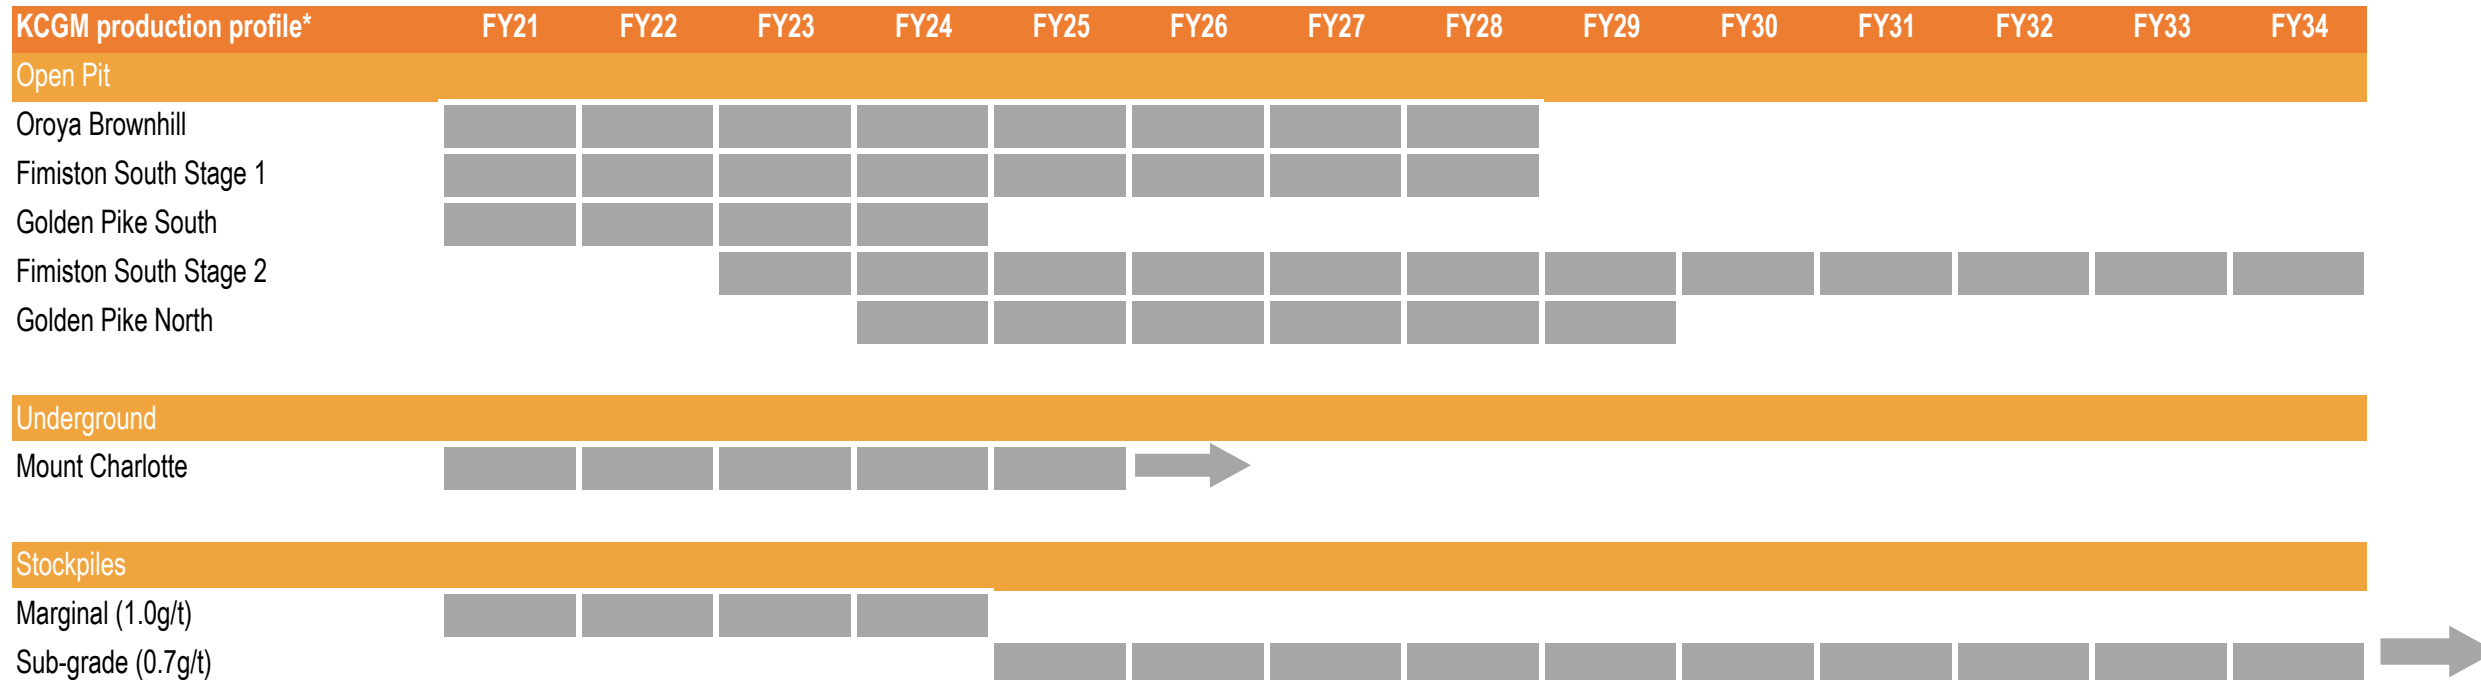 KCGM production profile* FY21 FY22 FY23 FY24 FY25 FY26 FY27 FY28 FY29 FY30 FY31 FY32 FY33 FY34
Open Pit
Oroya Brownhill
Fimiston South Stage 1
Golden Pike South
Fimiston South Stage 2
Golden Pike North
Underground
Mount Charlotte
Stockpiles
Marginal (1.0g/t)
Sub-grade (0.7g/t)